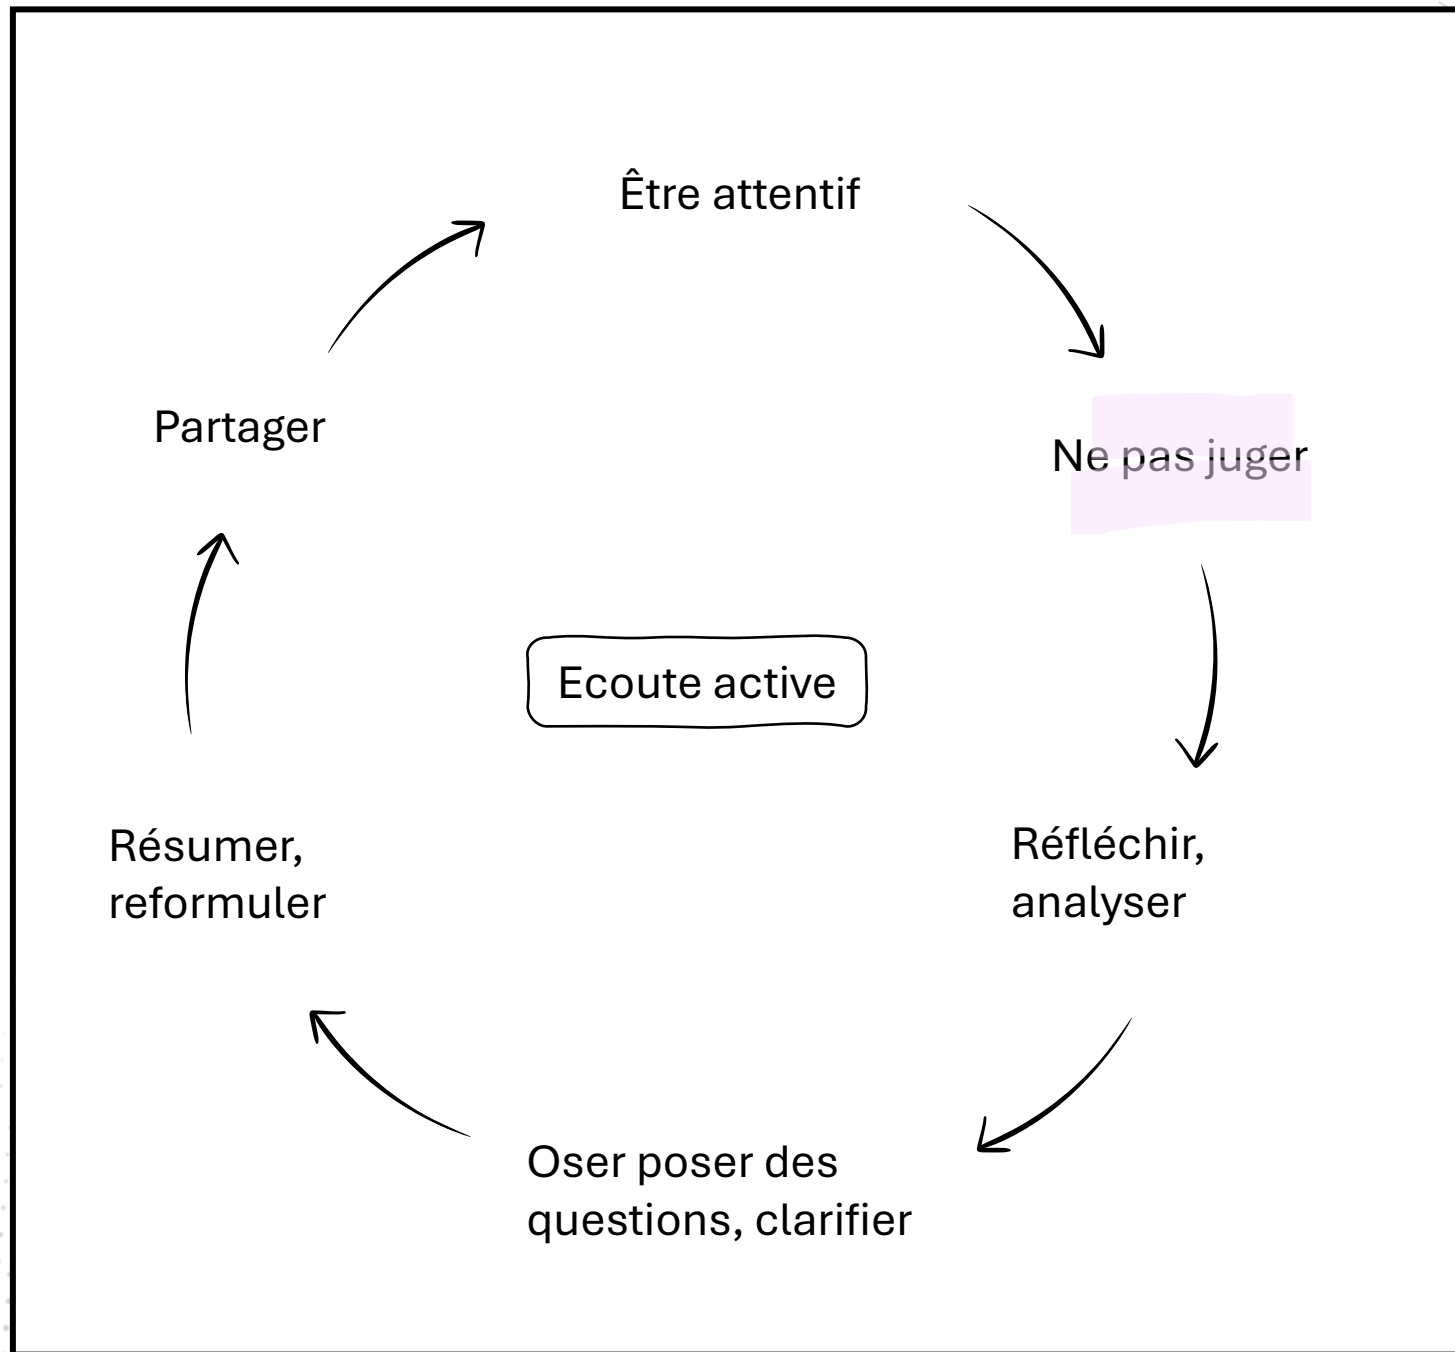 Être attentif
Ne pas juger
Réfléchir,
analyser
Oser poser des
questions, clarifier
Résumer,
reformuler
Partager
Ecoute active